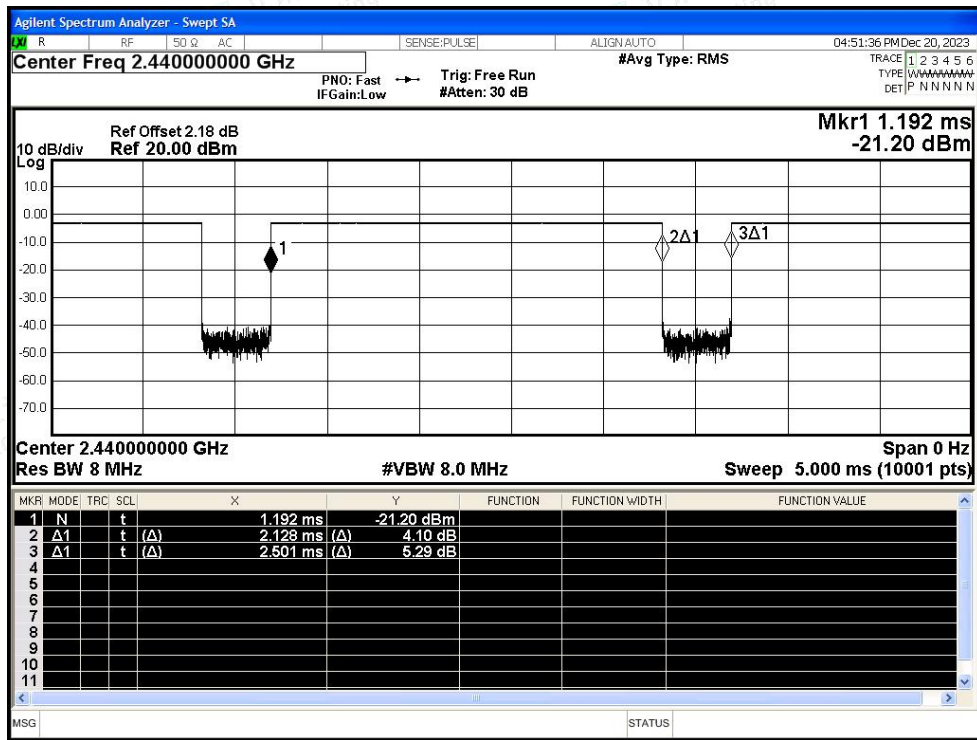 Agilent Spectrum Analyzer - Swept SA
LXI R RF 50 Ω AC SENSE:PULSE ALIGNAUTO 04:51:36 PM Dec 20, 2023
Center Freq 2.440000000 GHz
PNO: Fast
IFGain:Low
Trig: Free Run
#Atten: 30 dB
#Avg Type: RMS
TRACE 1 2 3 4 5 6
TYPE WWWWWW
DET P N N N N N
Mkr1 1.192 ms
-21.20 dBm
Ref Offset 2.18 dB
10 dB/div Ref 20.00 dBm
Log
10.0
0.00
-10.0
-20.0
-30.0
-40.0
-50.0
-60.0
-70.0
1
2Δ1
3Δ1
Center 2.440000000 GHz Span 0 Hz
Res BW 8 MHz #VBW 8.0 MHz Sweep 5.000 ms (10001 pts)
MKR MODE TRC SCL X Y FUNCTION FUNCTION WIDTH FUNCTION VALUE
1 N t 1.192 ms -21.20 dBm
2 Δ1 t (Δ) 2.128 ms (Δ) 4.10 dB
3 Δ1 t (Δ) 2.501 ms (Δ) 5.29 dB
4
5
6
7
8
9
10
11
MSG STATUS